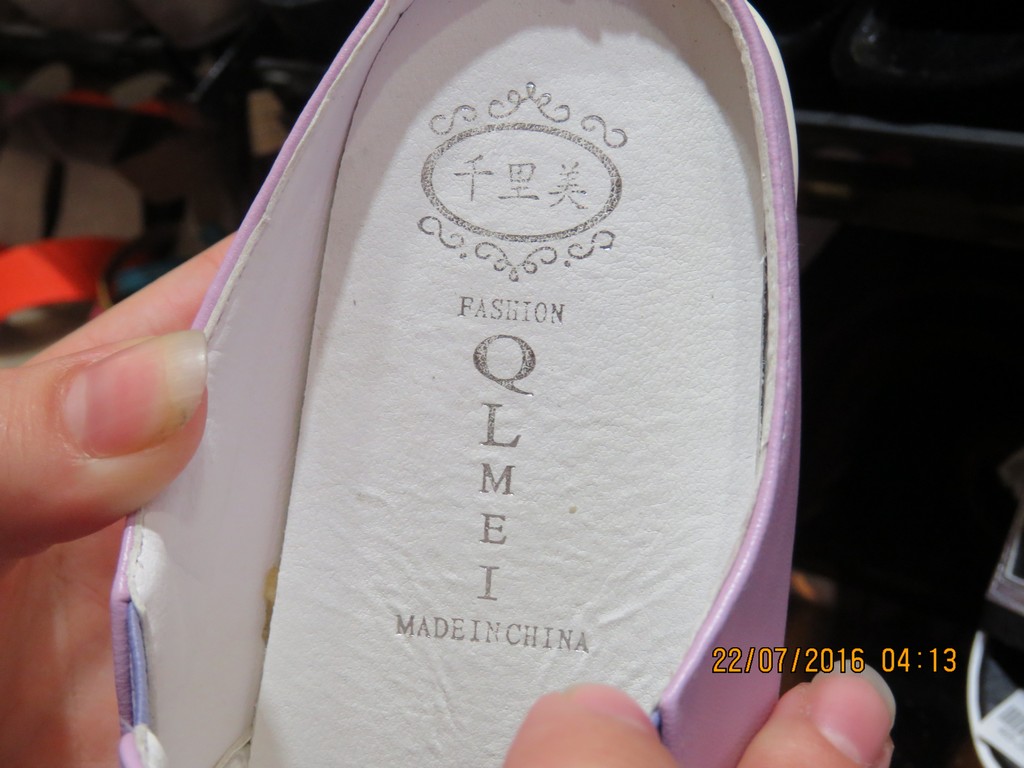 千里美
FASHION
Q
L
M
E
I
MADEINCHINA
22/07/2016 04:13